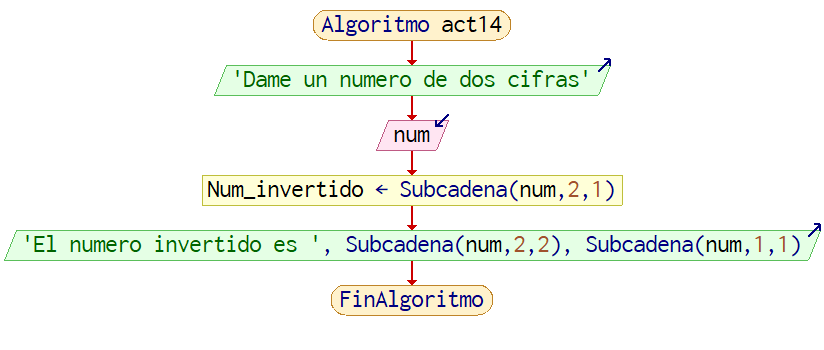 Algoritmo act14
'Dame un numero de dos cifras'
num
Num_invertido ← Subcadena(num,2,1)
'El numero invertido es ', Subcadena(num,2,2), Subcadena(num,1,1)
FinAlgoritmo